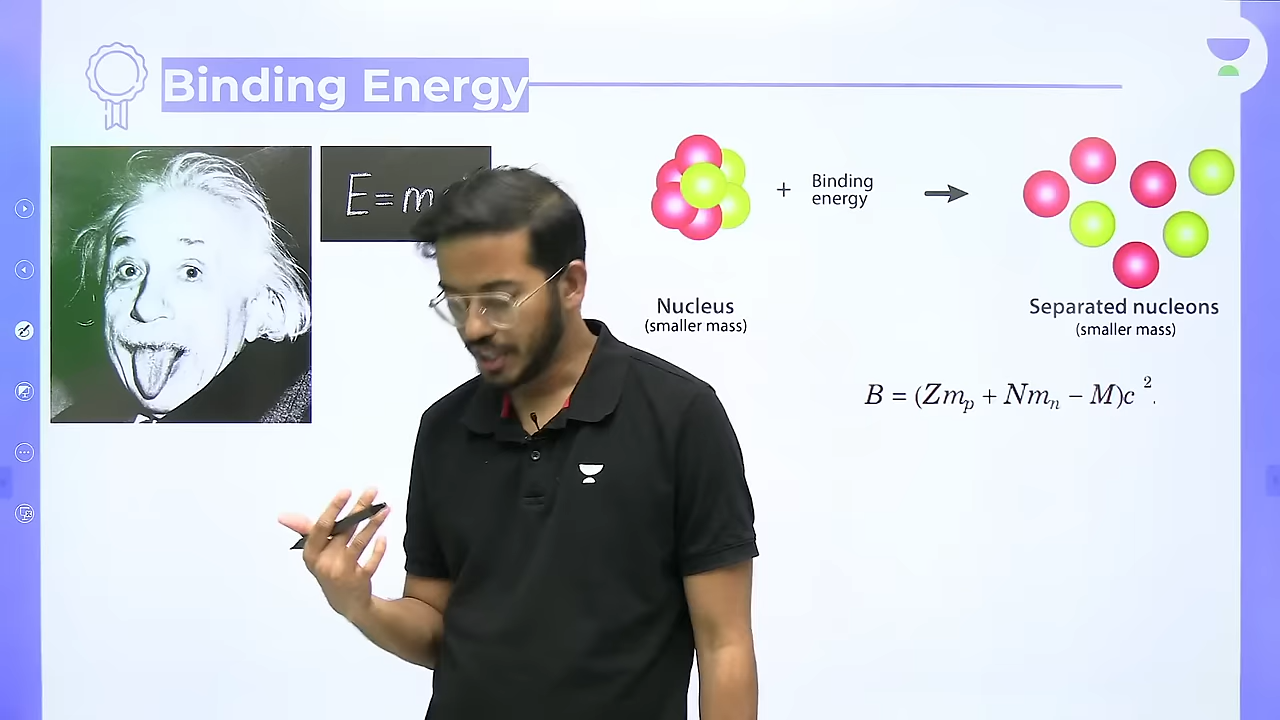 Binding Energy
E=m
+ Binding
energy
Nucleus
(smaller mass)
Separated nucleons
(smaller mass)
B = (Zm_p + Nm_n − M)c ².